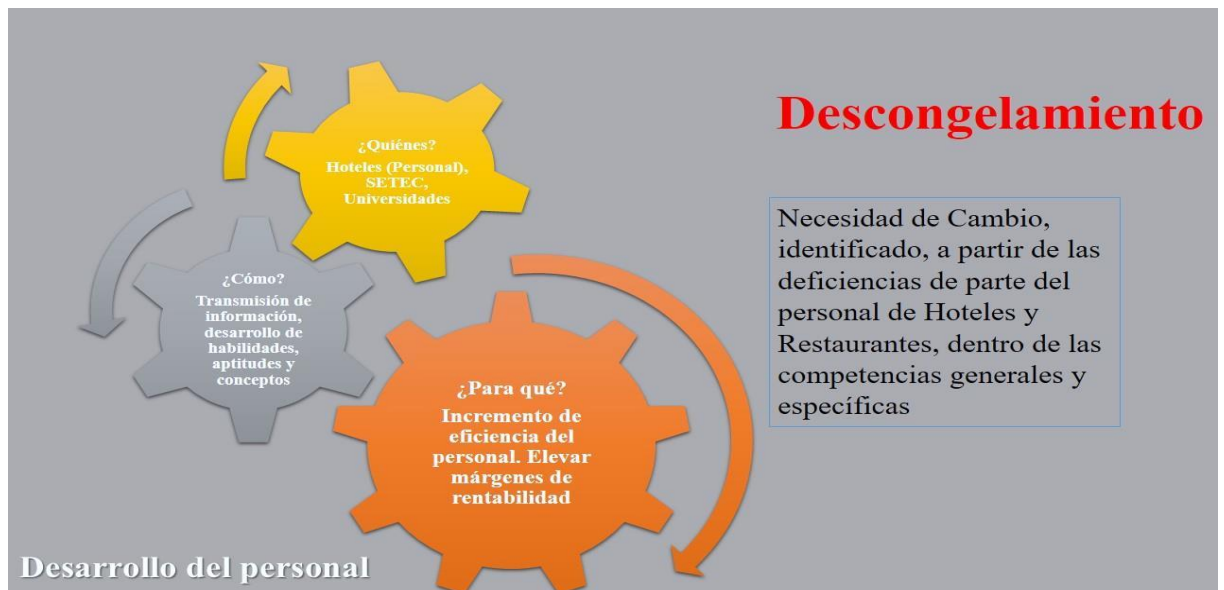 Descongelamiento
¿Quiénes?
Hoteles (Personal),
SETEC,
Universidades
¿Cómo?
Transmisión de
información,
desarrollo de
habilidades,
aptitudes y
conceptos
¿Para qué?
Incremento de
eficiencia del
personal. Elevar
márgenes de
rentabilidad
Necesidad de Cambio,
identificado, a partir de las
deficiencias de parte del
personal de Hoteles y
Restaurantes, dentro de las
competencias generales y
específicas
Desarrollo del personal